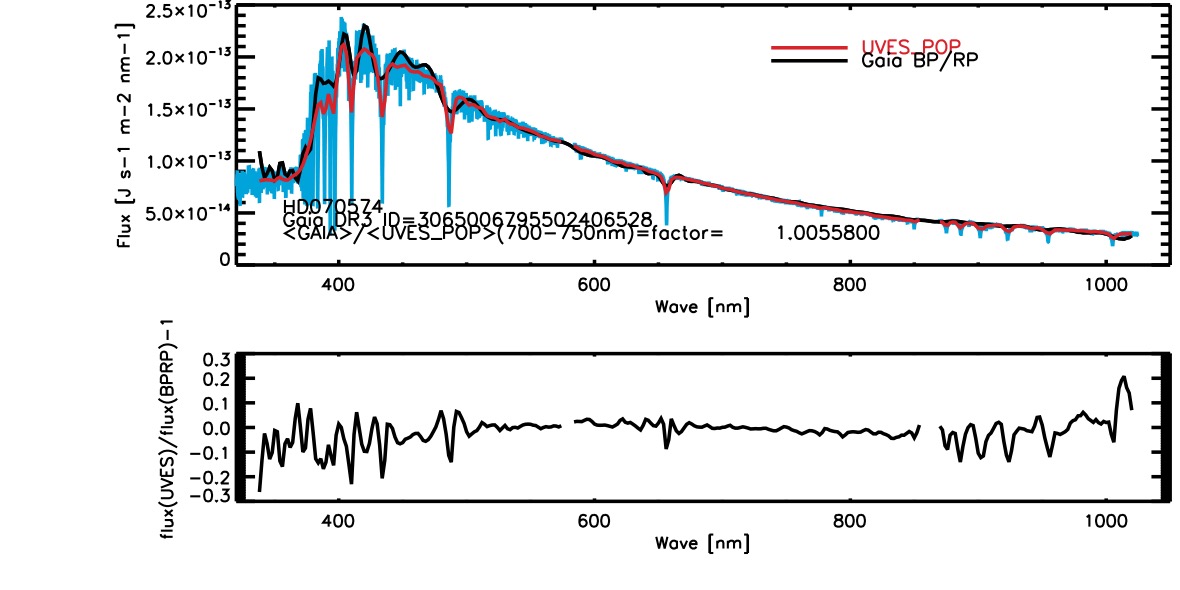 2.5×10−13
2.0×10−13
1.5×10−13
1.0×10−13
5.0×10−14
0
Flux [J s−1 m−2 nm−1]
UVES_POP
Gaia BP/RP
HD070574
Gaia DR3 ID=3065006795502406528
<GAIA>/<UVES_POP>(700−750nm)=factor= 1.0055800
400 600 800 1000
Wave [nm]
0.3
0.2
0.1
0.0
−0.1
−0.2
−0.3
flux(UVES)/flux(BPRP)−1
400 600 800 1000
Wave [nm]